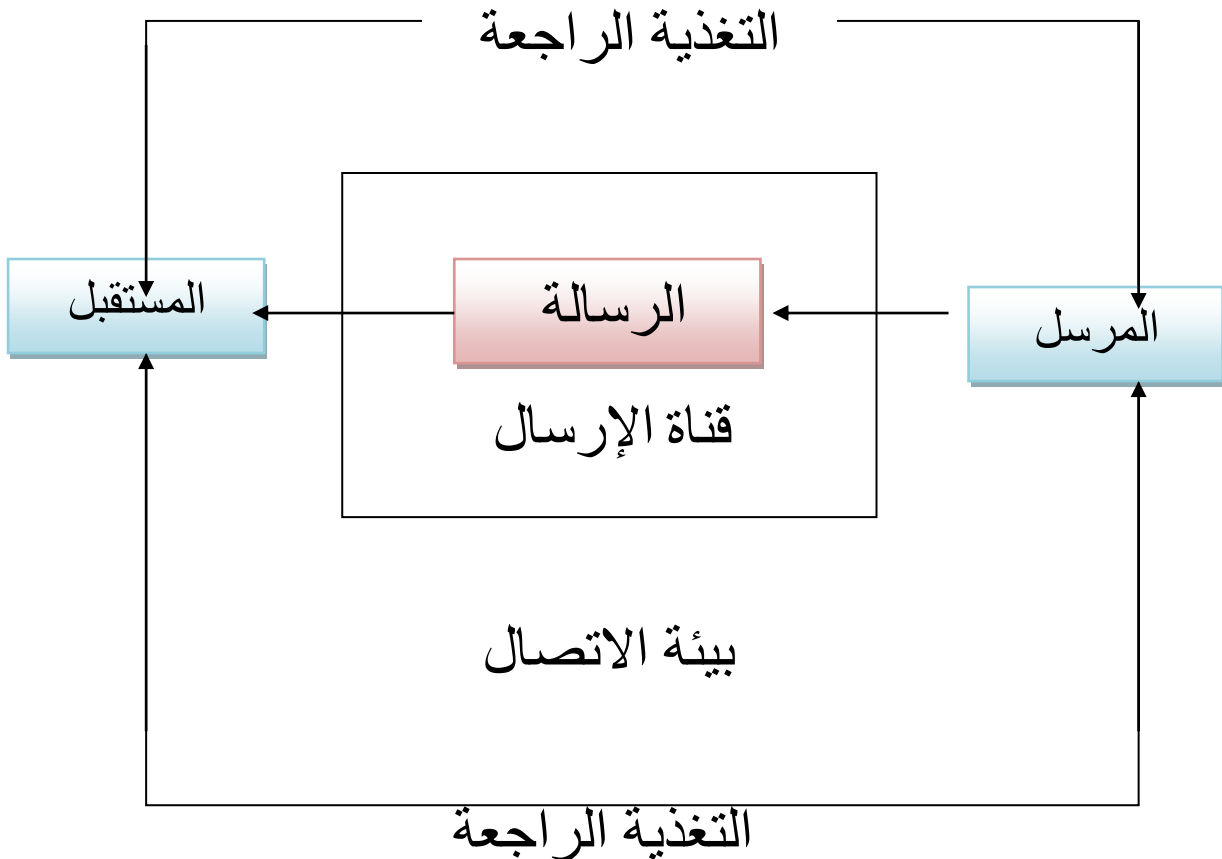 التغذية الراجعة
المرسل
الرسالة
المستقبل
قناة الإرسال
بيئة الاتصال
التغذية الراجعة